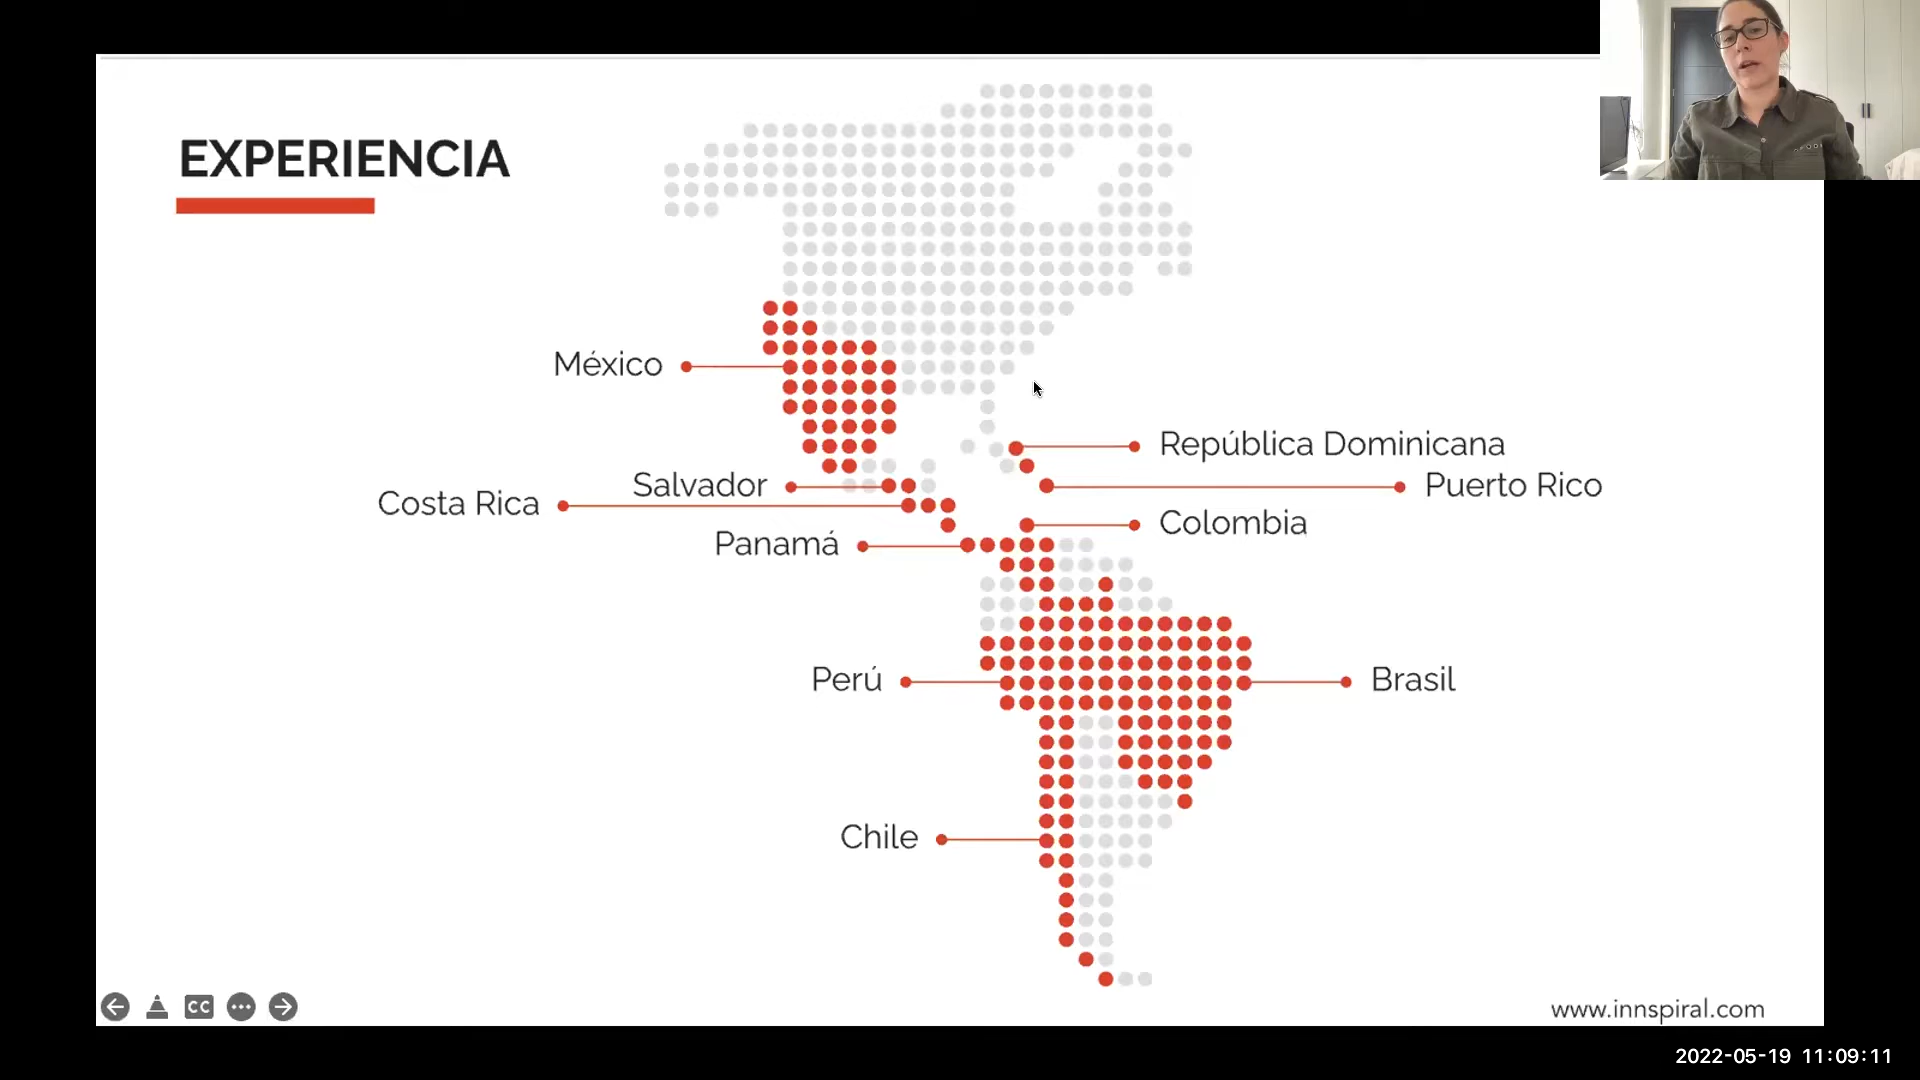 EXPERIENCIA
México
República Dominicana
Salvador
Puerto Rico
Costa Rica
Colombia
Panamá
Perú
Brasil
Chile
CC
www.innspiral.com
2022-05-19 11:09:11